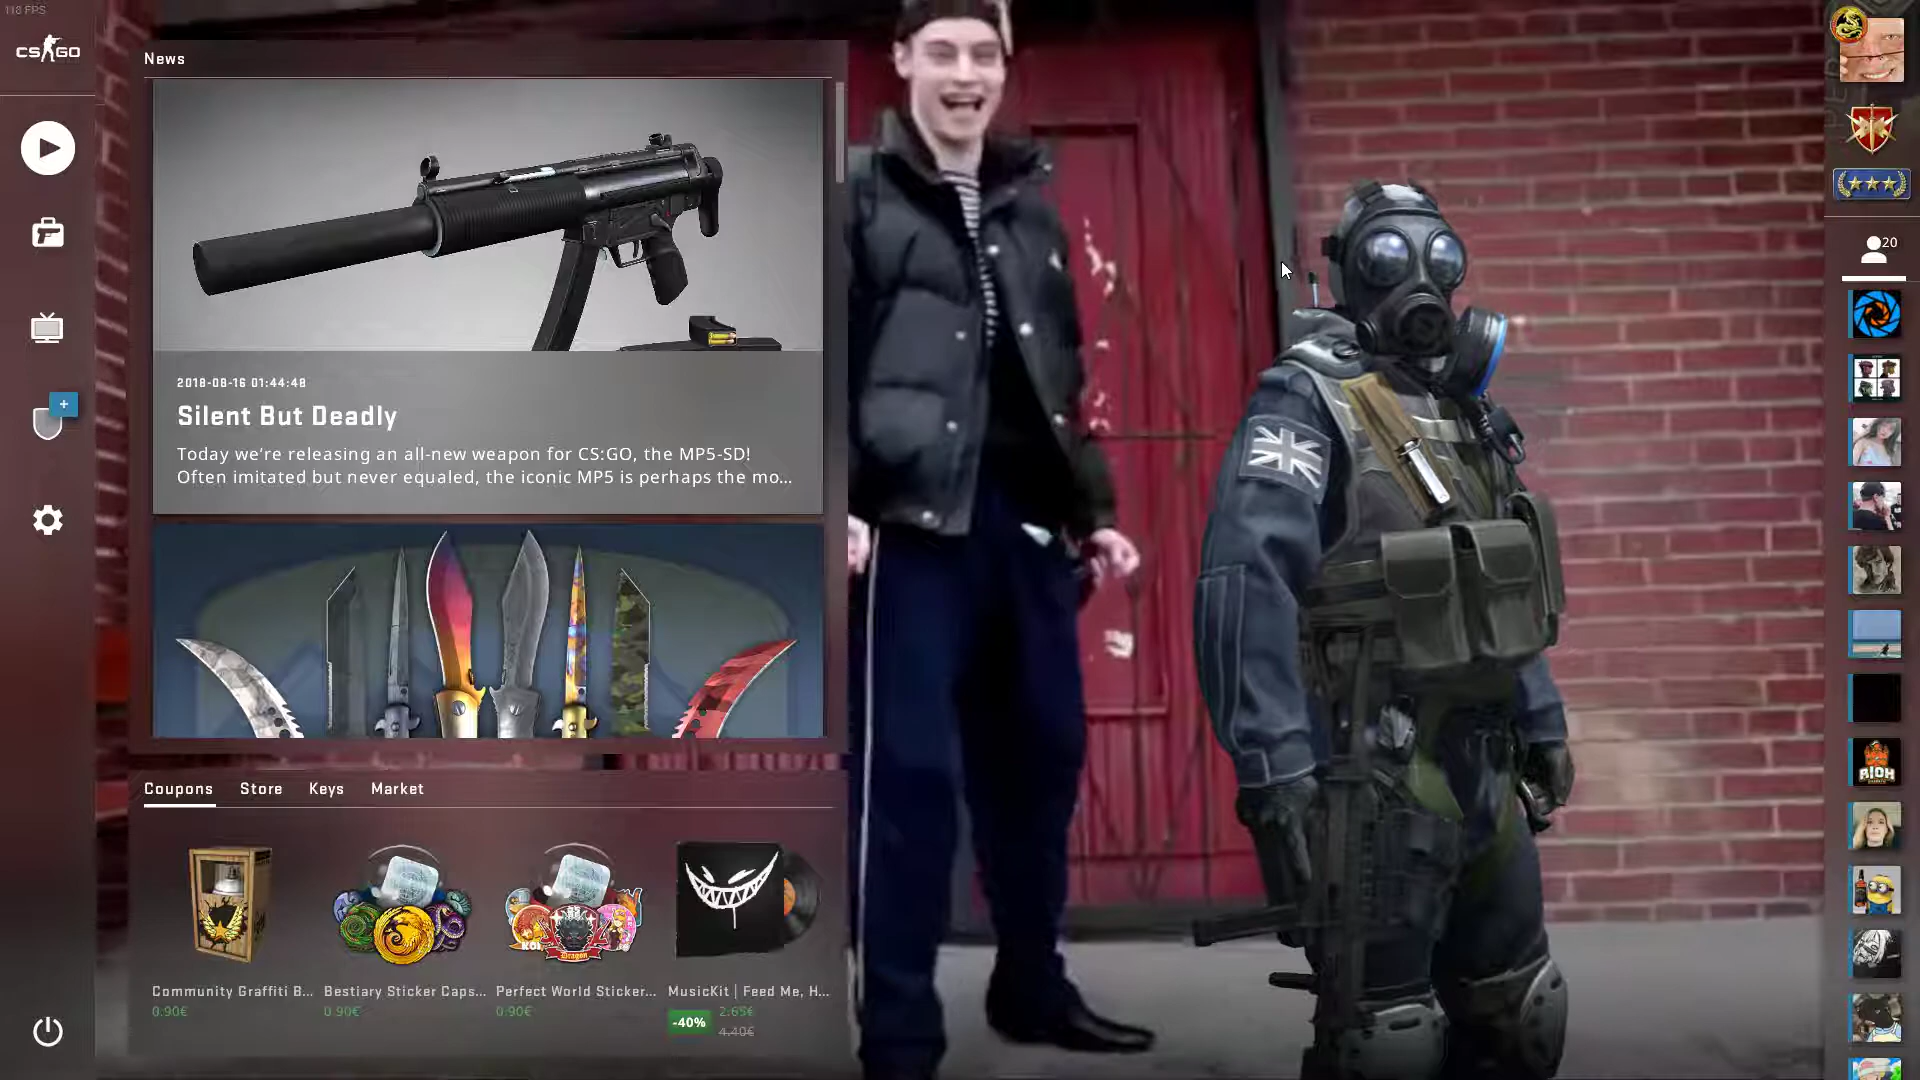 118 FPS
CS GO
News
20
2018-08-16 01:44:48
Silent But Deadly
Today we're releasing an all-new weapon for CS:GO, the MP5-SD!
Often imitated but never equaled, the iconic MP5 is perhaps the mo...
+
Coupons Store Keys Market
RIOH
KOI
Dragon
Community Graffiti B... Bestiary Sticker Caps... Perfect World Sticker... MusicKit | Feed Me, H...
0.90€ 0.90€ 0.90€ -40% 2.65€
4.40€